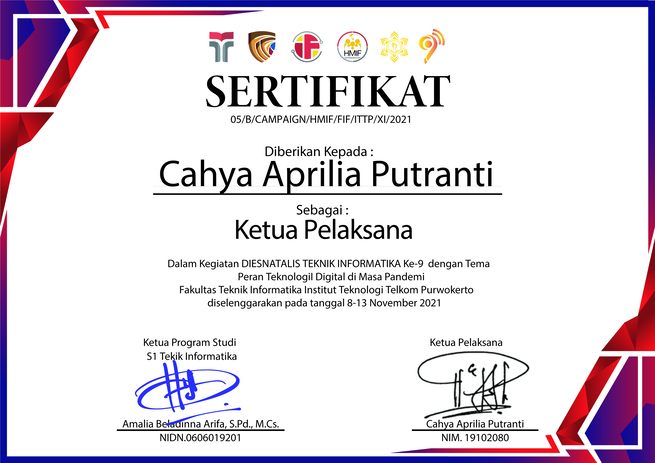 HMIF
SERTIFIKAT
05/B/CAMPAIGN/HMIF/FIF/ITTP/XI/2021
Diberikan Kepada :
Cahya Aprilia Putranti
Sebagai :
Ketua Pelaksana
Dalam Kegiatan DIESNATALIS TEKNIK INFORMATIKA Ke-9 dengan Tema
Peran Teknologil Digital di Masa Pandemi
Fakultas Teknik Informatika Institut Teknologi Telkom Purwokerto
diselenggarakan pada tanggal 8-13 November 2021
Ketua Program Studi
S1 Tekik Informatika
Amalia Beladinna Arifa, S.Pd., M.Cs.
NIDN.0606019201
Ketua Pelaksana
Cahya Aprilia Putranti
NIM. 19102080